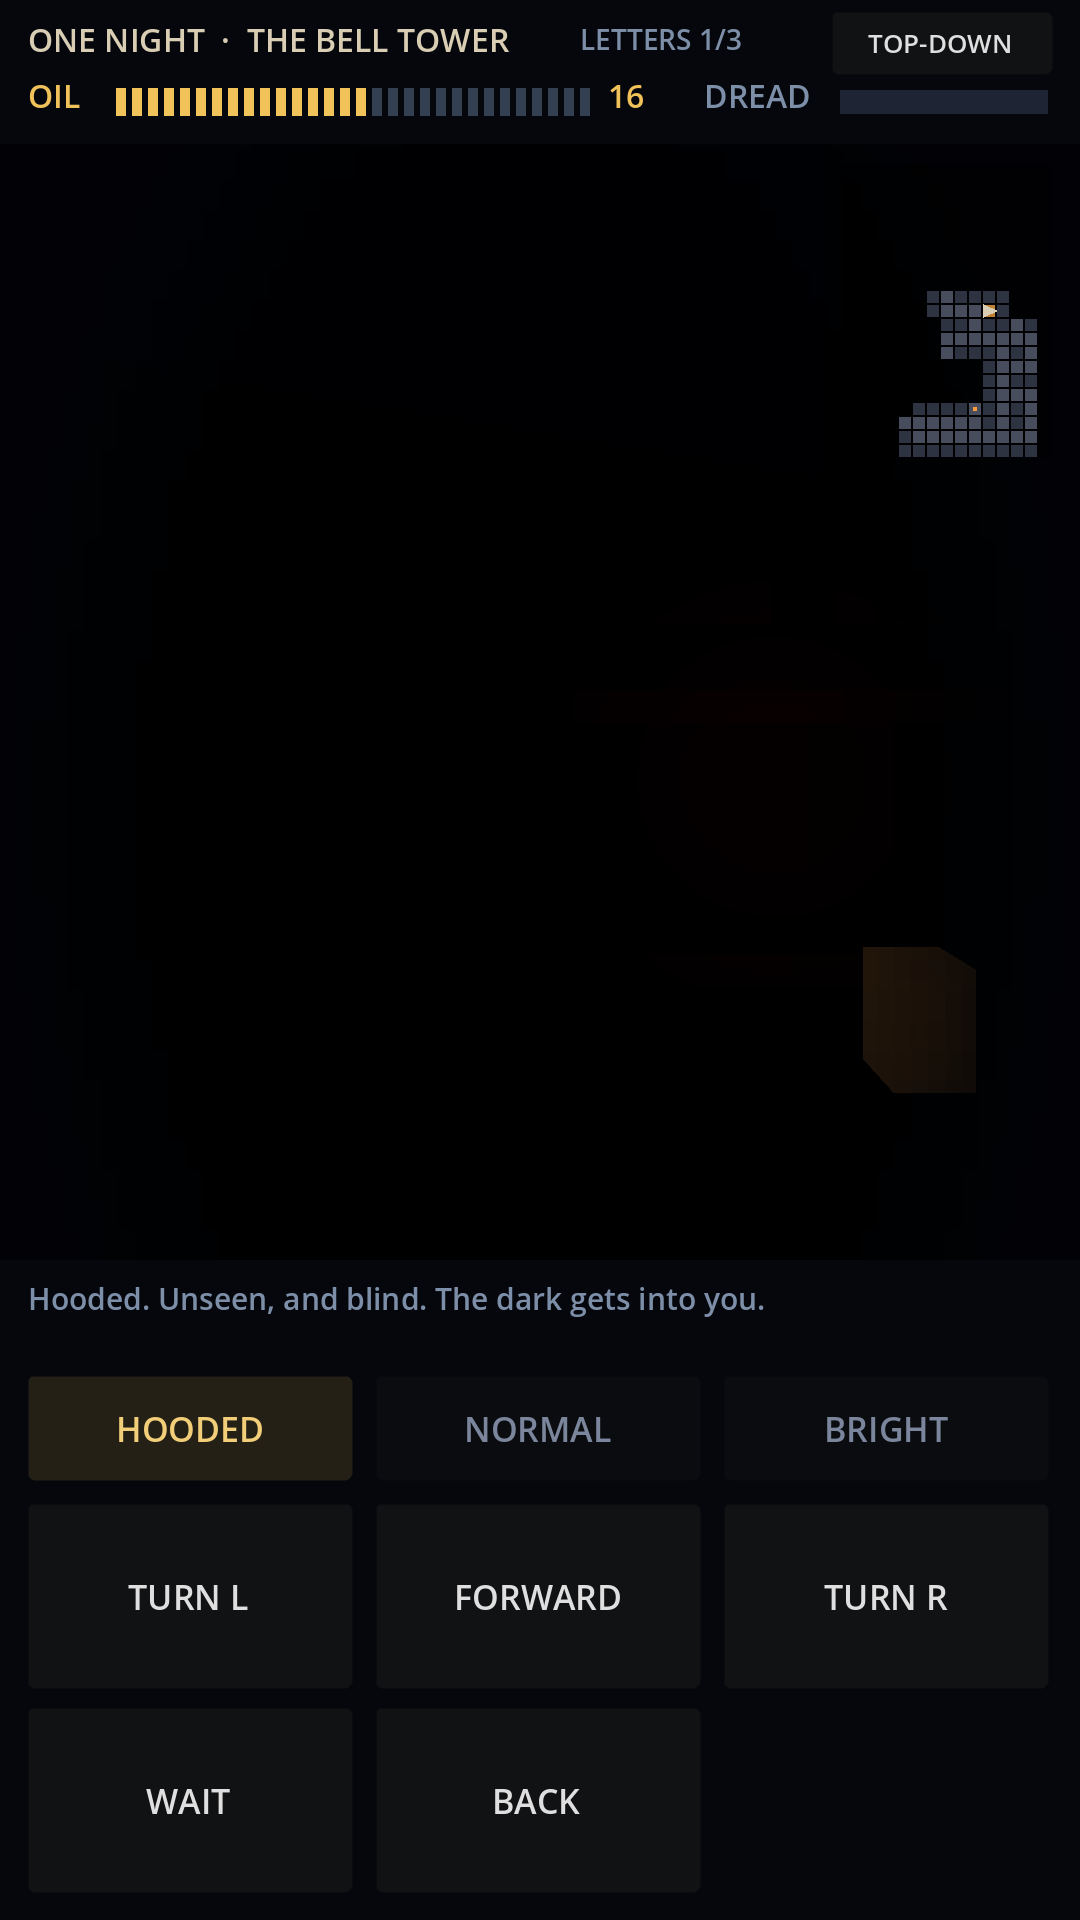 ONE NIGHT · THE BELL TOWER
LETTERS 1/3
TOP-DOWN
OIL
16
DREAD
Hooded. Unseen, and blind. The dark gets into you.
HOODED
NORMAL
BRIGHT
TURN L
FORWARD
TURN R
WAIT
BACK